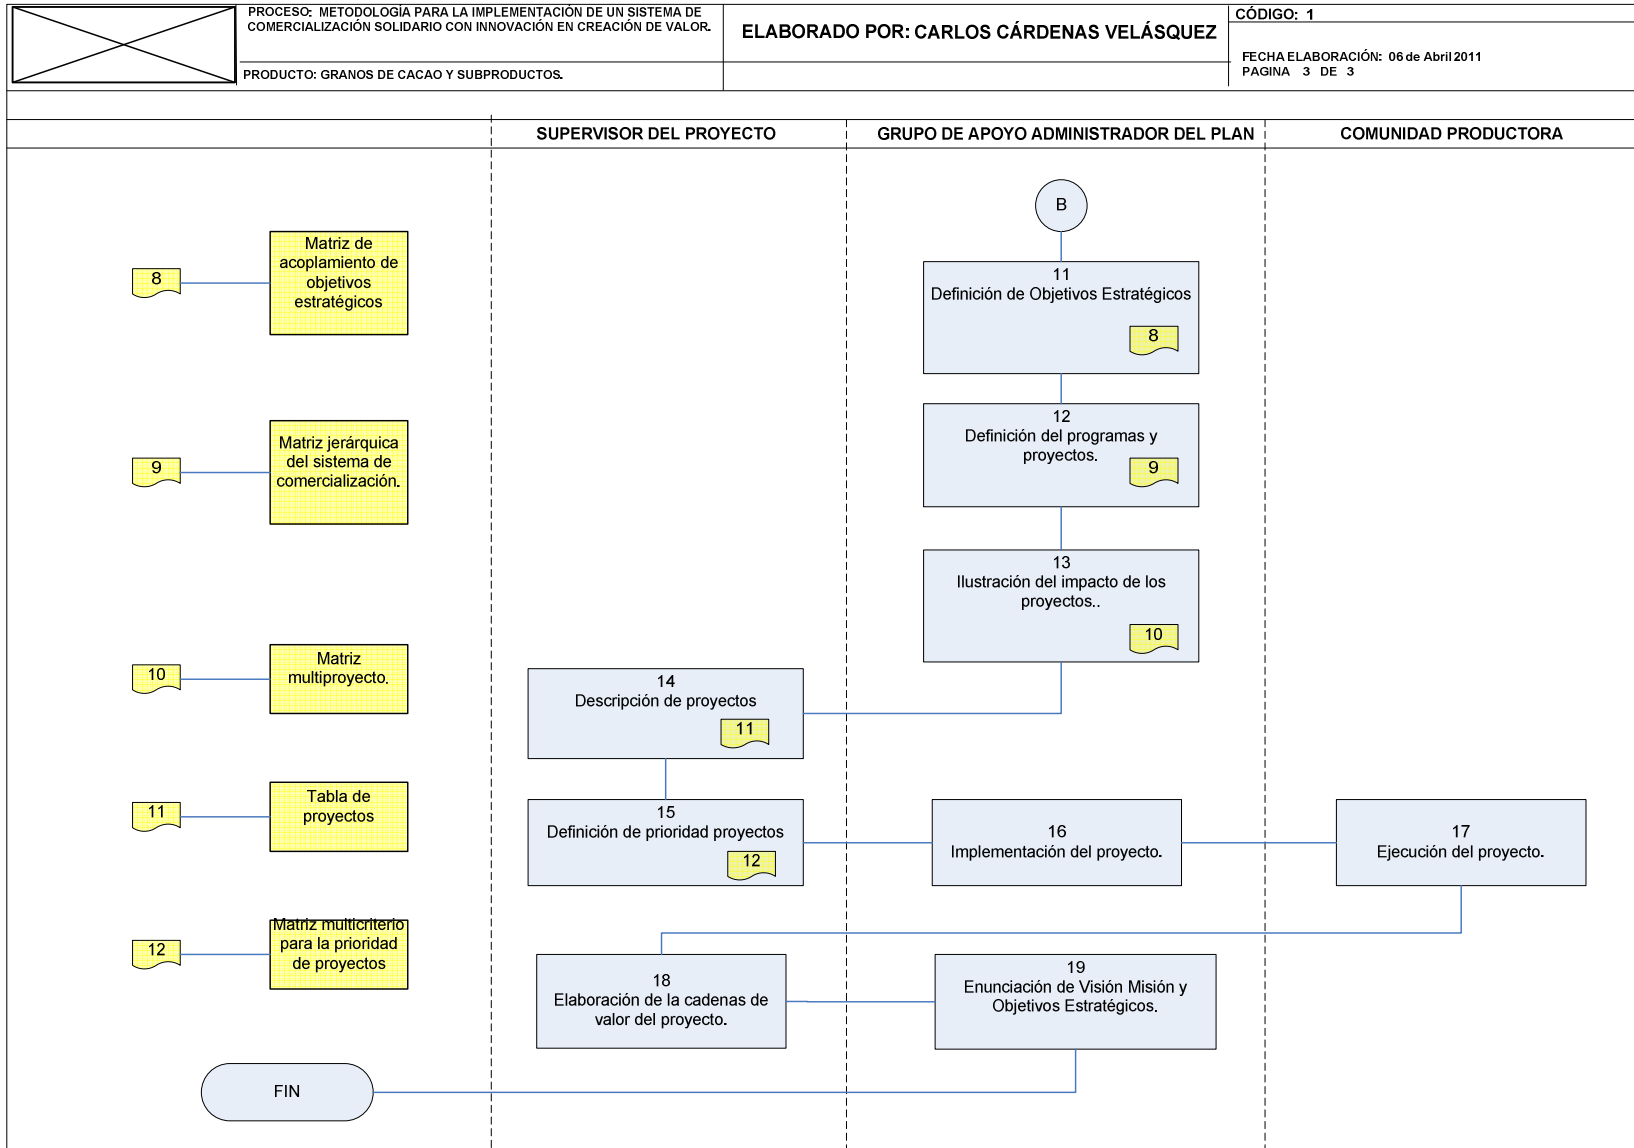 PROCESO: METODOLOGÍA PARA LA IMPLEMENTACIÓN DE UN SISTEMA DE
COMERCIALIZACIÓN SOLIDARIO CON INNOVACIÓN EN CREACIÓN DE VALOR.
PRODUCTO: GRANOS DE CACAO Y SUBPRODUCTOS.
ELABORADO POR: CARLOS CÁRDENAS VELÁSQUEZ
CÓDIGO: 1
FECHA ELABORACIÓN: 06 de Abril 2011
PAGINA 3 DE 3
SUPERVISOR DEL PROYECTO
GRUPO DE APOYO ADMINISTRADOR DEL PLAN
COMUNIDAD PRODUCTORA
B
8
Matriz de
acoplamiento de
objetivos
estratégicos
11
Definición de Objetivos Estratégicos
8
9
Matriz jerárquica
del sistema de
comercialización.
12
Definición del programas y
proyectos.
9
13
Ilustración del impacto de los
proyectos..
10
10
Matriz
multiproyecto.
14
Descripción de proyectos
11
11
Tabla de
proyectos
15
Definición de prioridad proyectos
12
16
Implementación del proyecto.
17
Ejecución del proyecto.
12
Matriz multicriterio
para la prioridad
de proyectos
18
Elaboración de la cadenas de
valor del proyecto.
19
Enunciación de Visión Misión y
Objetivos Estratégicos.
FIN